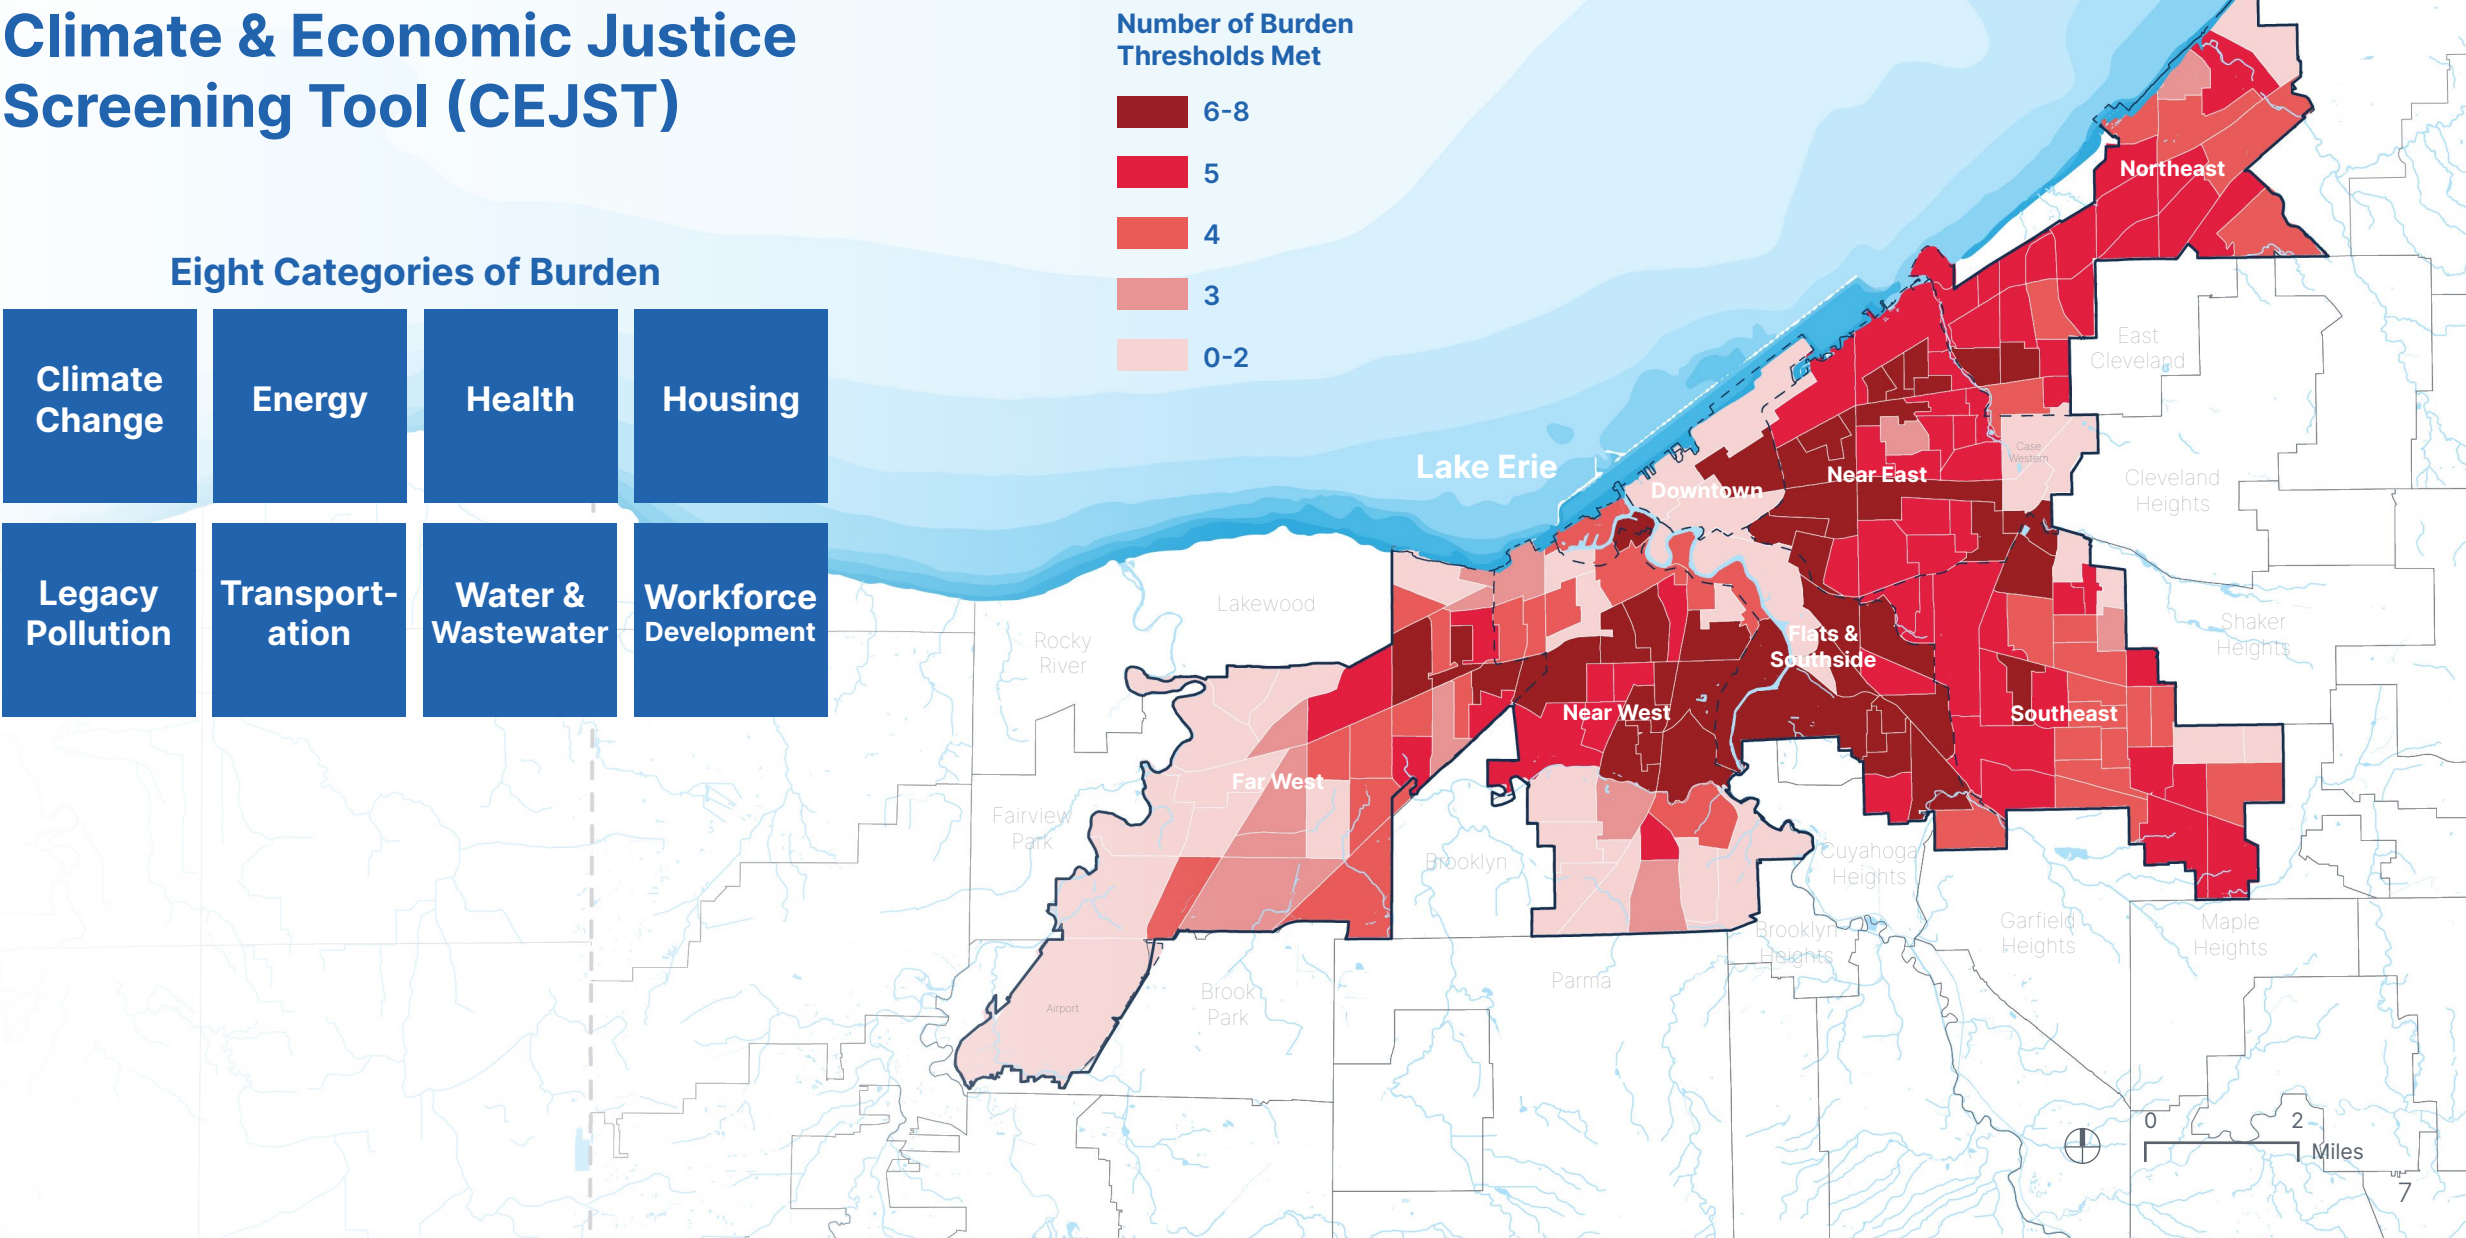 Climate & Economic Justice
Screening Tool (CEJST)
Number of Burden
Thresholds Met
6-8
5
4
3
0-2
Eight Categories of Burden
Climate
Change
Energy
Health
Housing
Legacy
Pollution
Transport-
ation
Water &
Wastewater
Workforce
Development
Northeast
East
Cleveland
Lake Erie
Downtown
Near East
Case
Western
Cleveland
Heights
Lakewood
Rocky
River
Flats &
Southside
Shaker
Heights
Near West
Southeast
Far West
Fairview
Park
Brooklyn
Cuyahoga
Heights
Brooklyn
Heights
Garfield
Heights
Maple
Heights
Airport
Brook
Park
Parma
0
2
Miles
7